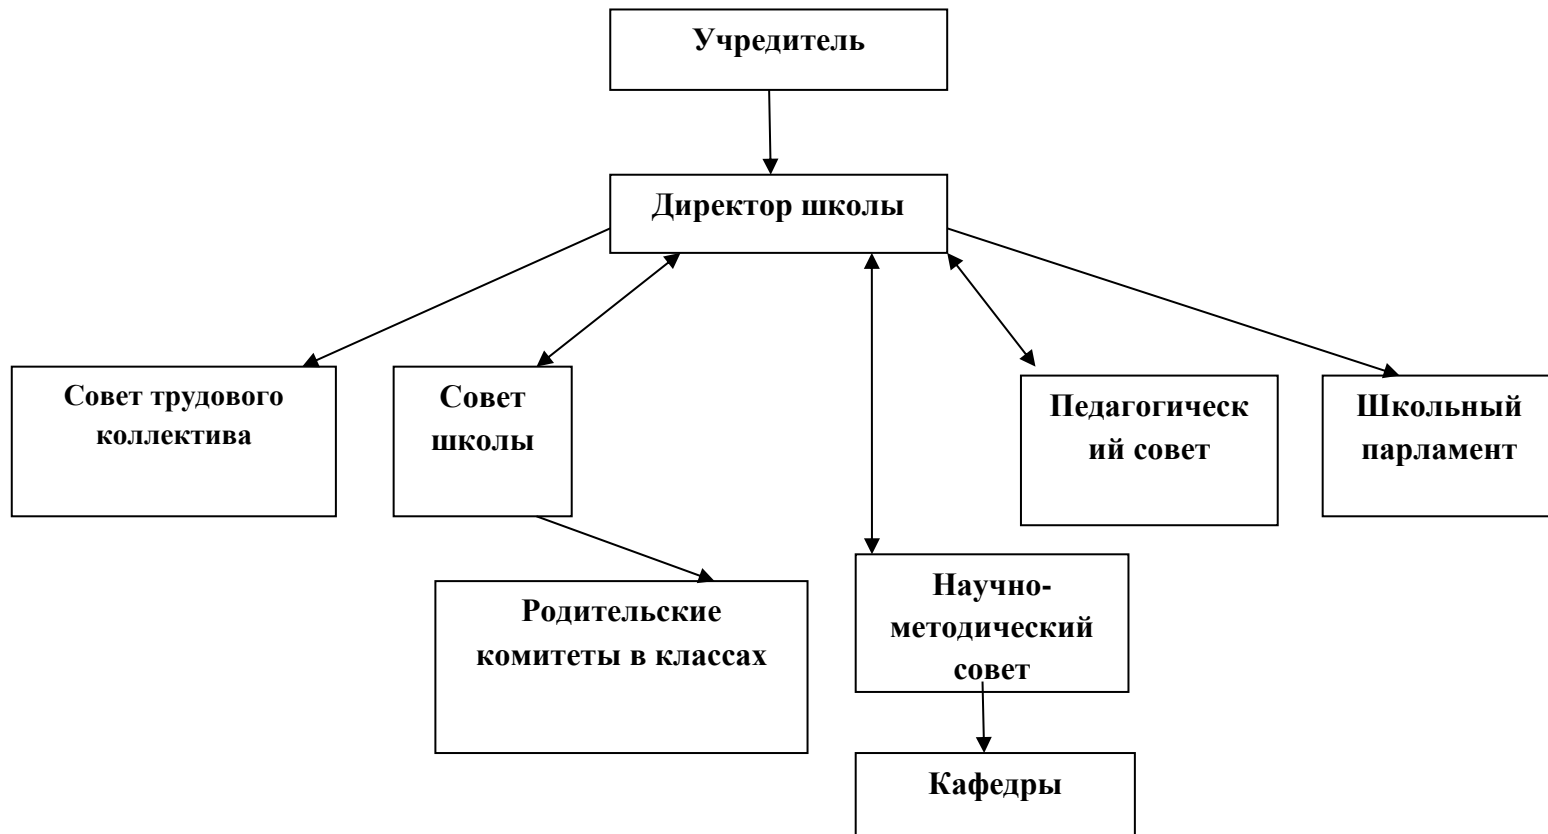 Учредитель
Директор школы
Совет трудового
коллектива
Совет
школы
Педагогическ
ий совет
Школьный
парламент
Родительские
комитеты в классах
Научно-
методический
совет
Кафедры